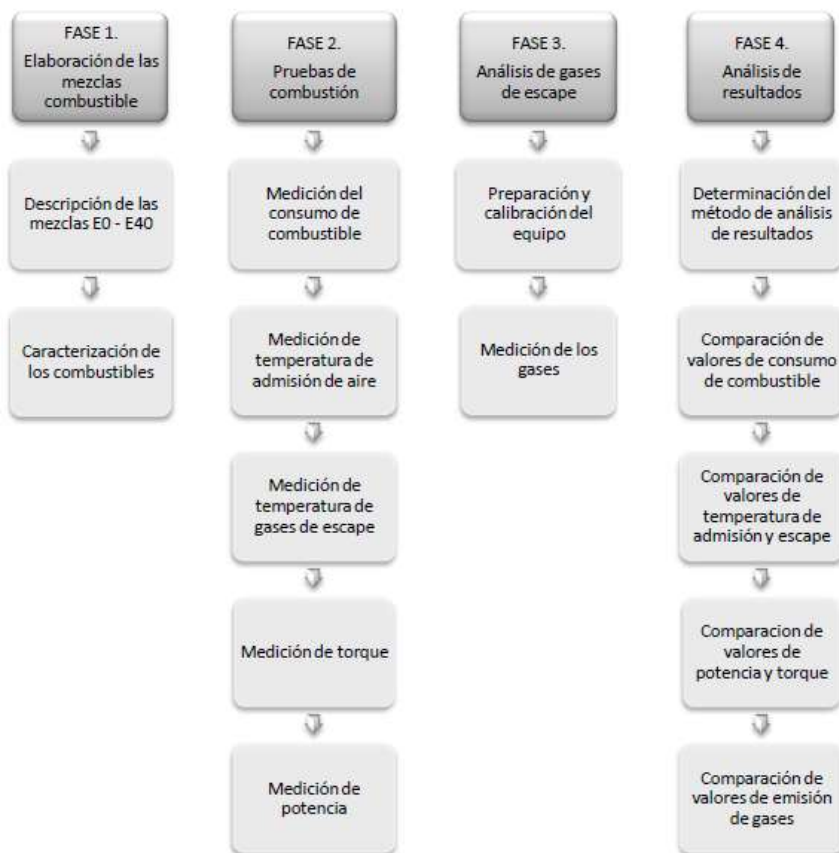 FASE 1.
Elaboración de las
mezclas
combustible
Descripción de las
mezclas E0 - E40
Caracterización de
los combustibles
FASE 2.
Pruebas de
combustión
Medición del
consumo de
combustible
Medición de
temperatura de
admisión de aire
Medición de
temperatura de
gases de escape
Medición de torque
Medición de
potencia
FASE 3.
Análisis de gases
de escape
Preparación y
calibración del
equipo
Medición de los
gases
FASE 4.
Análisis de
resultados
Determinación del
método de análisis
de resultados
Comparación de
valores de consumo
de combustible
Comparación de
valores de
temperatura de
admisión y escape
Comparacion de
valores de
potencia y torque
Comparación de
valores de emisión
de gases